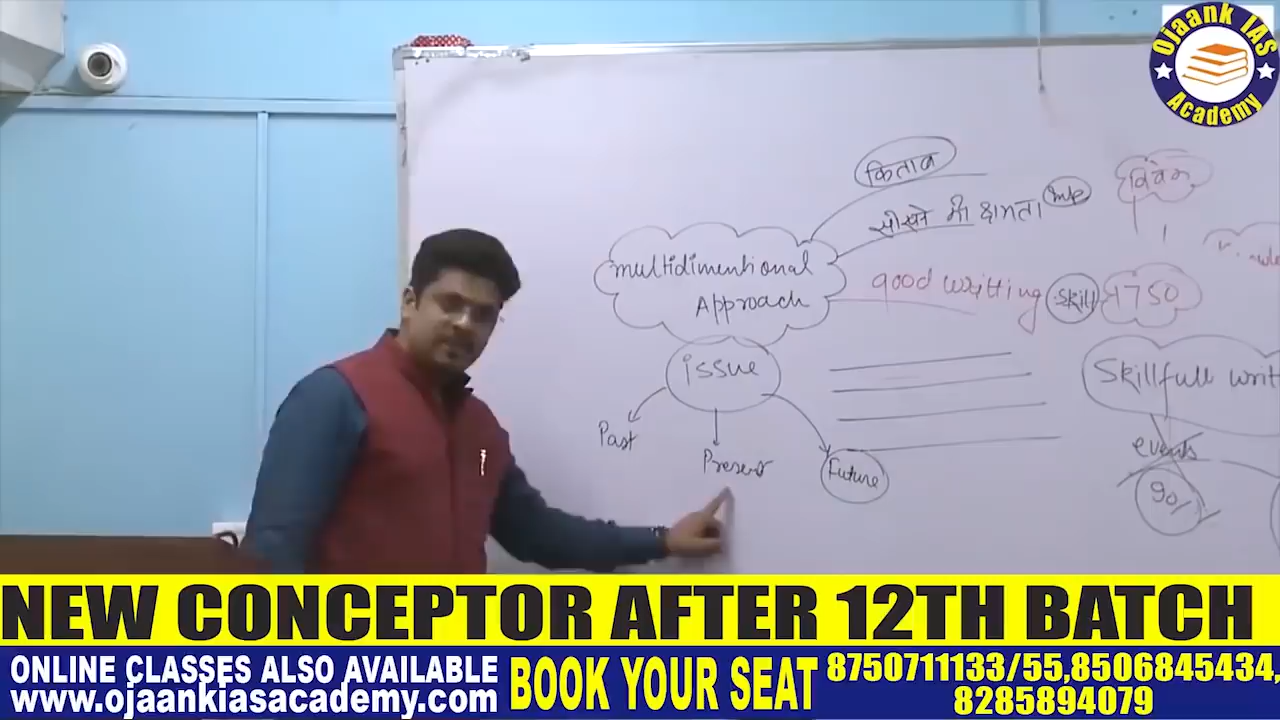 Ojaank IAS
Academy
किताब
सीखने की क्षमता Imp
विवेक
multidimentional
Approach
good writting skill
1750
issue
Skillfull writ
Past
Present
Future
events
90%
NEW CONCEPTOR AFTER 12TH BATCH
ONLINE CLASSES ALSO AVAILABLE
www.ojaankiasacademy.com
BOOK YOUR SEAT
8750711133/55,8506845434,
8285894079